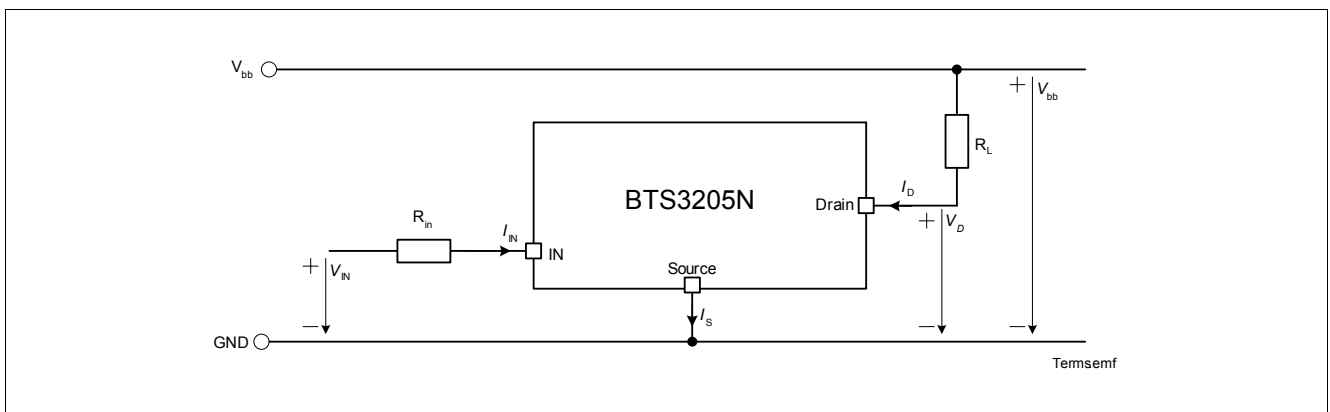 Vbb
+
Vbb
RL
BTS3205N
ID
Drain
+
VD
Rin
IIN
IN
+
VIN
Source
−
IS
−
−
GND
Termsemf